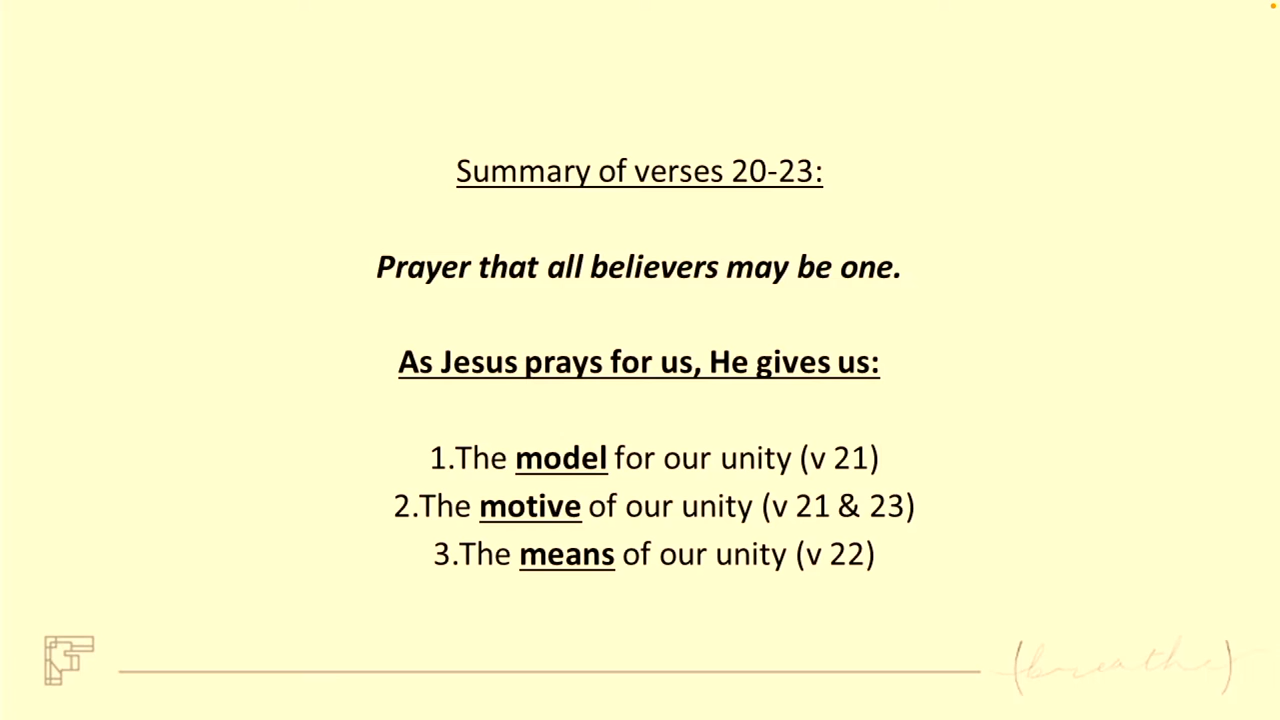 Summary of verses 20-23:
Prayer that all believers may be one.
As Jesus prays for us, He gives us:
1.The model for our unity (v 21)
2.The motive of our unity (v 21 & 23)
3.The means of our unity (v 22)
(breathe)